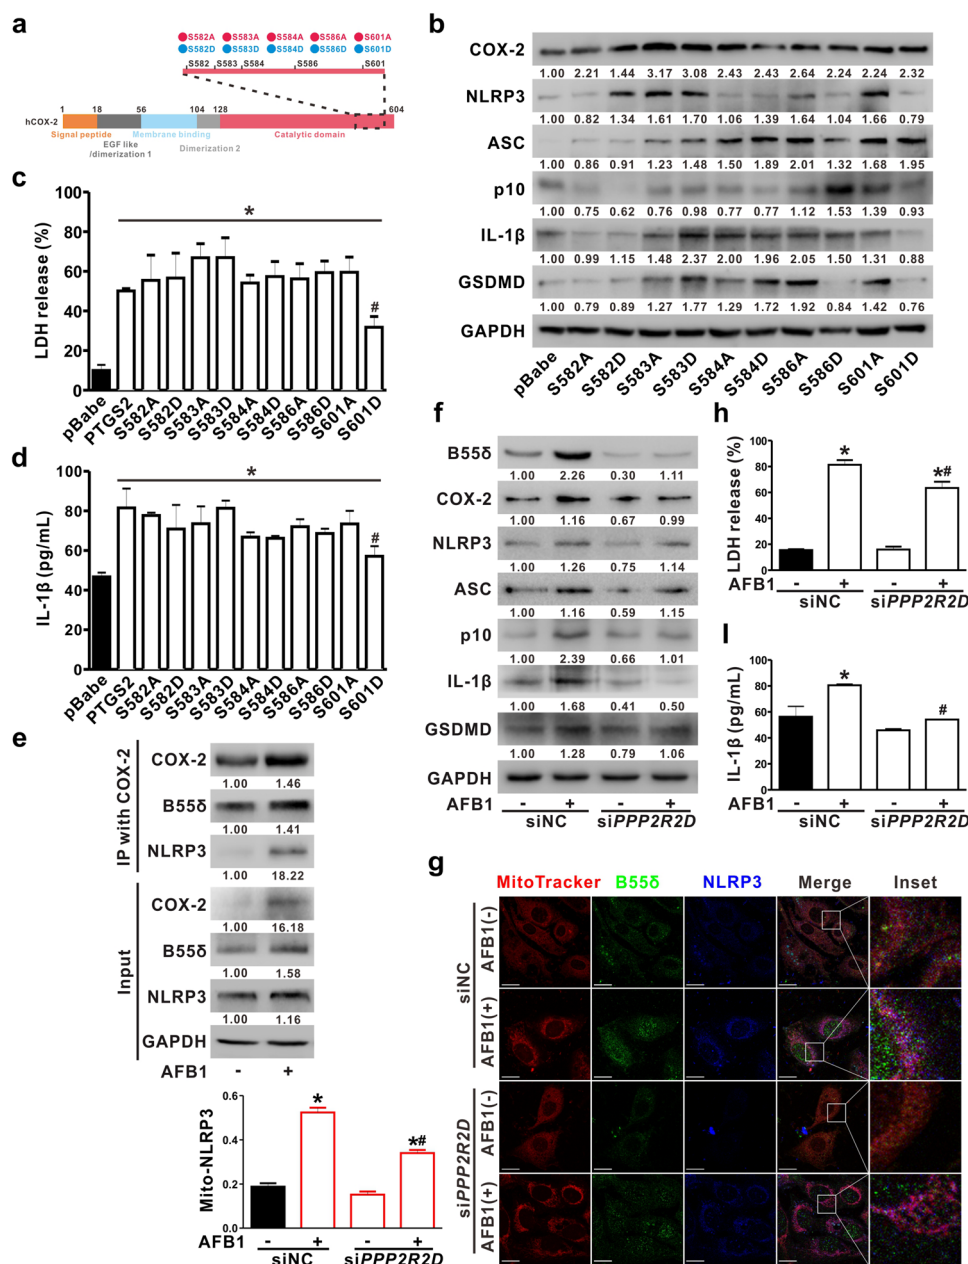 a
S582A S583A S584A S586A S601A
S582D S583D S584D S586D S601D
S582 S583 S584 S586 S601
1 18 56 104 128 604
hCOX-2
Signal peptide
EGF like
/dimerization 1
Membrane binding
Dimerization 2
Catalytic domain
b
COX-2
1.00 2.21 1.44 3.17 3.08 2.43 2.43 2.64 2.24 2.24 2.32
NLRP3
1.00 0.82 1.34 1.61 1.70 1.06 1.39 1.64 1.04 1.66 0.79
ASC
1.00 0.86 0.91 1.23 1.48 1.50 1.89 2.01 1.32 1.68 1.95
p10
1.00 0.75 0.62 0.76 0.98 0.77 0.77 1.12 1.53 1.39 0.93
IL-1β
1.00 0.99 1.15 1.48 2.37 2.00 1.96 2.05 1.50 1.31 0.88
GSDMD
1.00 0.79 0.89 1.27 1.77 1.29 1.72 1.92 0.84 1.42 0.76
GAPDH
pBabe S582A S582D S583A S583D S584A S584D S586A S586D S601A S601D
c
LDH release (%)
100
80
60
40
20
0
*
#
pBabe PTGS2 S582A S582D S583A S583D S584A S584D S586A S586D S601A S601D
d
IL-1β (pg/mL)
100
80
60
40
20
0
*
#
pBabe PTGS2 S582A S582D S583A S583D S584A S584D S586A S586D S601A S601D
e
IP with COX-2
COX-2
1.00 1.46
B55δ
1.00 1.41
NLRP3
1.00 18.22
Input
COX-2
1.00 16.18
B55δ
1.00 1.58
NLRP3
1.00 1.16
GAPDH
AFB1 - +
f
B55δ
1.00 2.26 0.30 1.11
COX-2
1.00 1.16 0.67 0.99
NLRP3
1.00 1.26 0.75 1.14
ASC
1.00 1.16 0.59 1.15
p10
1.00 2.39 0.66 1.01
IL-1β
1.00 1.68 0.41 0.50
GSDMD
1.00 1.28 0.79 1.06
GAPDH
AFB1 - + - +
siNC siPPP2R2D
h
LDH release (%)
100
80
60
40
20
0
*
*#
AFB1 - + - +
siNC siPPP2R2D
I
IL-1β (pg/mL)
100
80
60
40
20
0
*
#
AFB1 - + - +
siNC siPPP2R2D
g
MitoTracker B55δ NLRP3 Merge Inset
siNC
AFB1(-)
AFB1(+)
siPPP2R2D
AFB1(-)
AFB1(+)
Mito-NLRP3
0.6
0.4
0.2
0.0
*
*#
AFB1 - + - +
siNC siPPP2R2D